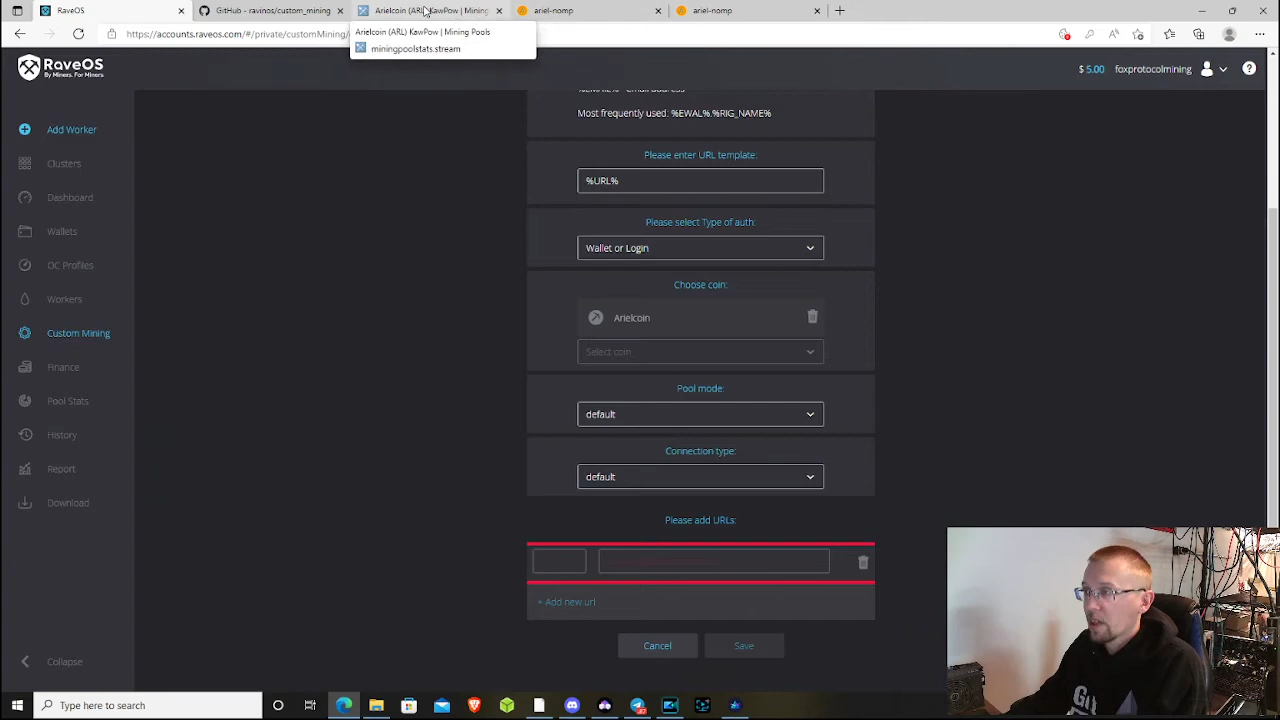 RaveOS
GitHub - ravinos/custom_mining
Arielcoin (ARL) KawPow | Mining
ariel-nomp
ariel-nomp
https://accounts.raveos.com/#/private/customMining/
Arielcoin (ARL) KawPow | Mining Pools
miningpoolstats.stream
RaveOS
By Miners. For Miners.
$ 5.00
foxprotocolmining
%EMAIL% - email address
Most frequently used: %EWAL%.%RIG_NAME%
Add Worker
Clusters
Dashboard
Wallets
OC Profiles
Workers
Custom Mining
Finance
Pool Stats
History
Report
Download
Collapse
Please enter URL template:
%URL%
Please select Type of auth:
Wallet or Login
Choose coin:
Arielcoin
Select coin
Pool mode:
default
Connection type:
default
Please add URLs:
+ Add new url
Cancel
Save
Type here to search